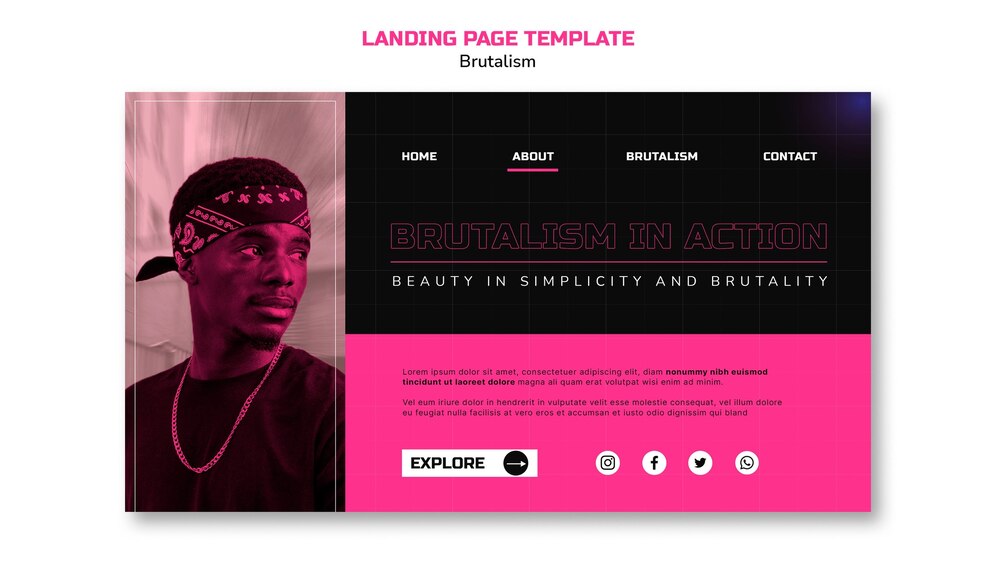 LANDING PAGE TEMPLATE
Brutalism
HOME ABOUT BRUTALISM CONTACT
BRUTALISM IN ACTION
BEAUTY IN SIMPLICITY AND BRUTALITY
Lorem ipsum dolor sit amet, consectetuer adipiscing elit, diam nonummy nibh euismod
tincidunt ut laoreet dolore magna ali quam erat volutpat wisi enim ad minim.
Vel eum iriure dolor in hendrerit in vulputate velit esse molestie consequat, vel illum dolore
eu feugiat nulla facilisis at vero eros et accumsan et iusto odio dignissim qui bland
EXPLORE